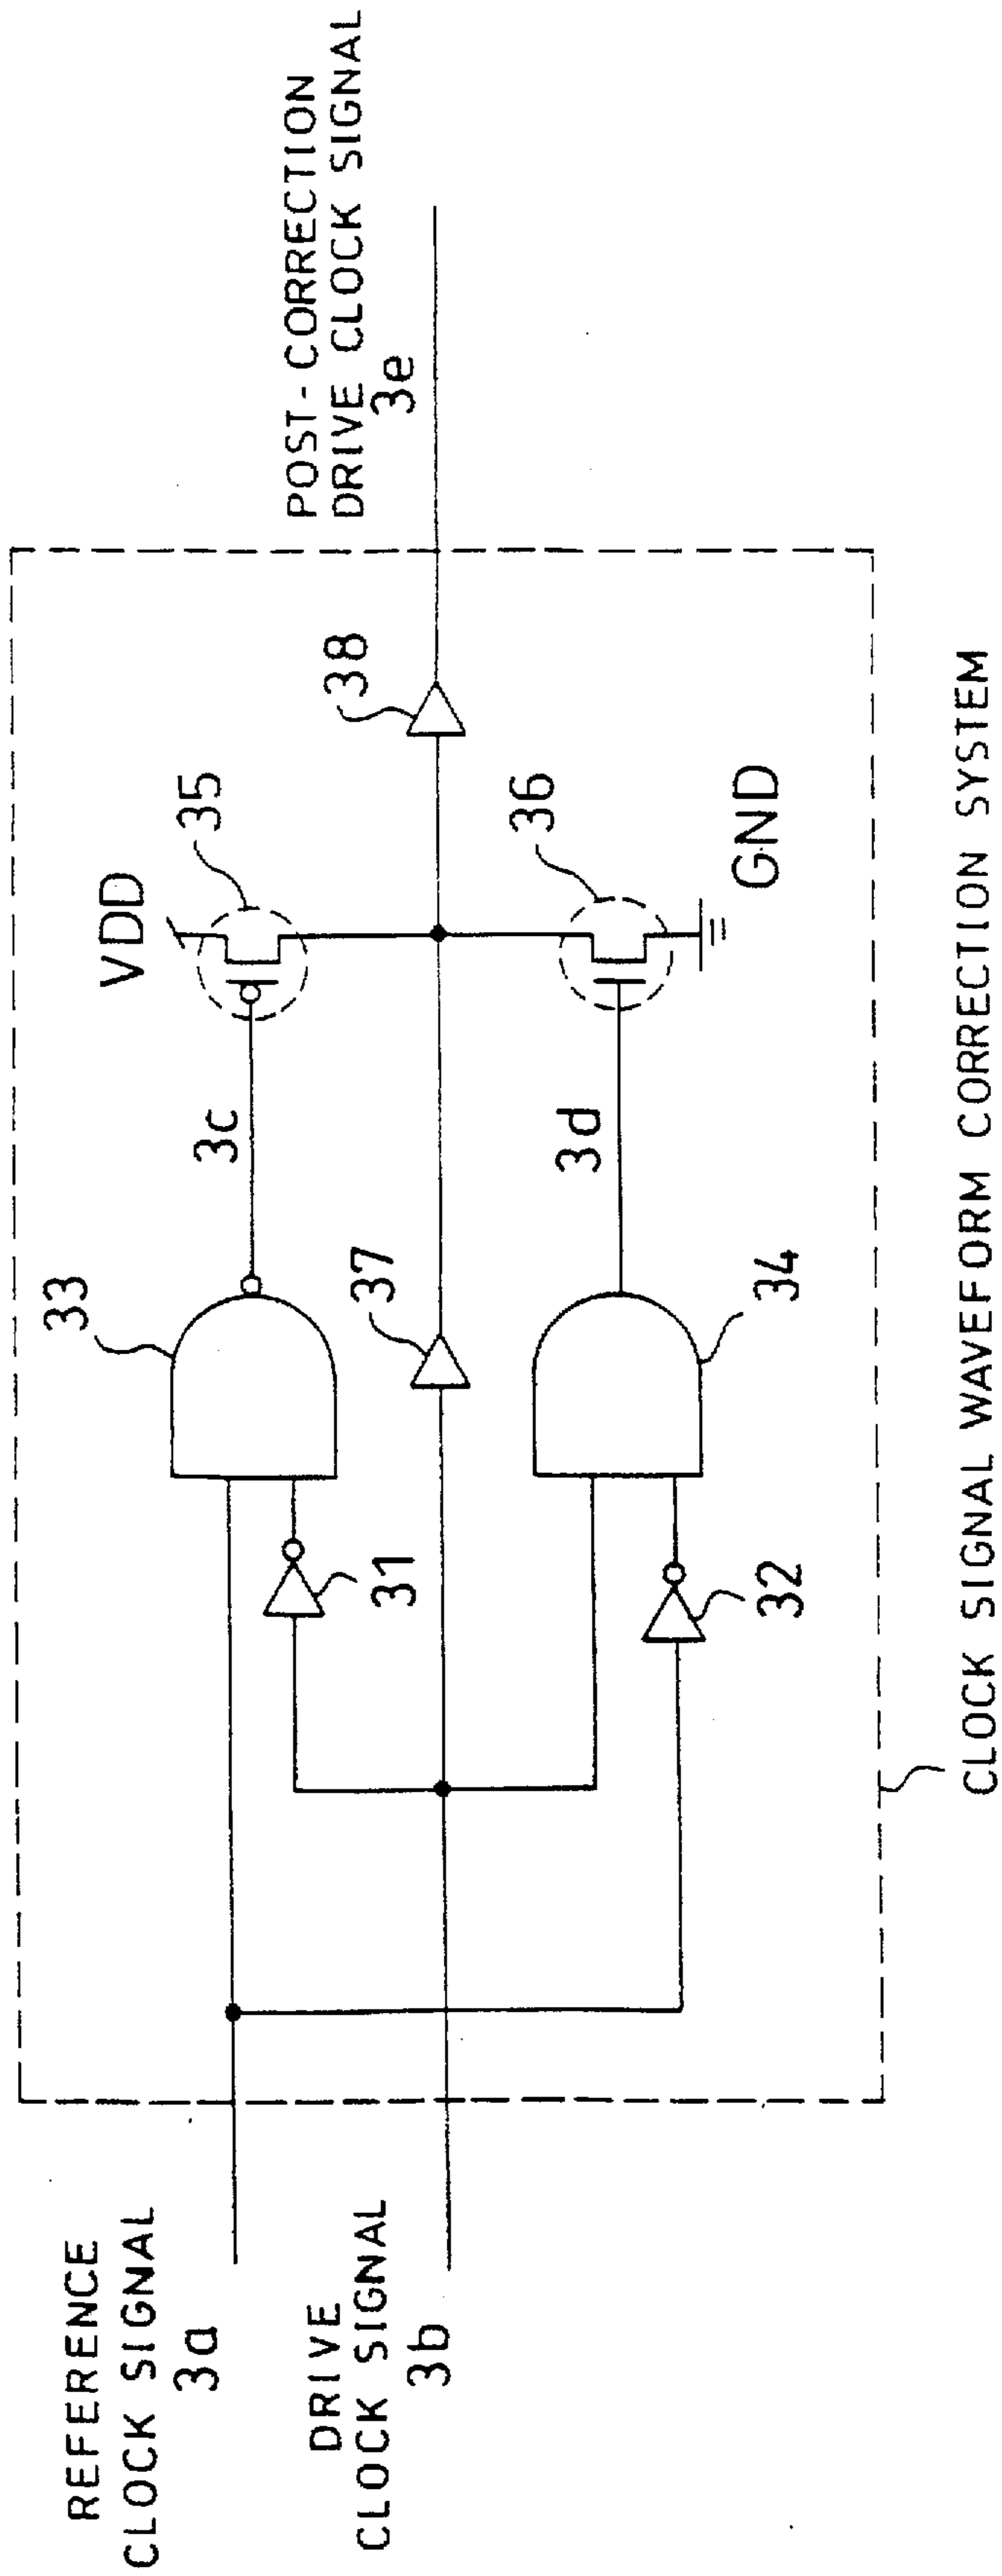 REFERENCE
CLOCK SIGNAL
3a
DRIVE
CLOCK SIGNAL
3b
33
31
37
34
32
3c
3d
VDD
35
36
GND
38
POST-CORRECTION
DRIVE CLOCK SIGNAL
3e
CLOCK SIGNAL WAVEFORM CORRECTION SYSTEM